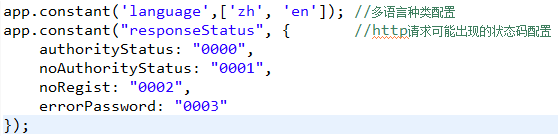 app.constant('language',['zh', 'en']); //多语言种类配置
app.constant("responseStatus", { //http请求可能出现的状态码配置
authorityStatus: "0000",
noAuthorityStatus: "0001",
noRegist: "0002",
errorPassword: "0003"
});